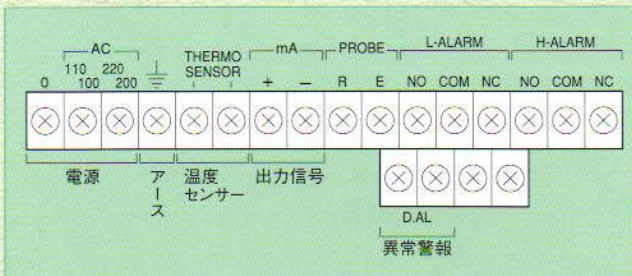 AC THERMO mA PROBE L-ALARM H-ALARM
110 220 SENSOR
0 100 200 + − R E NO COM NC NO COM NC
電源 アース 温度 出力信号
センサー
D.AL
異常警報